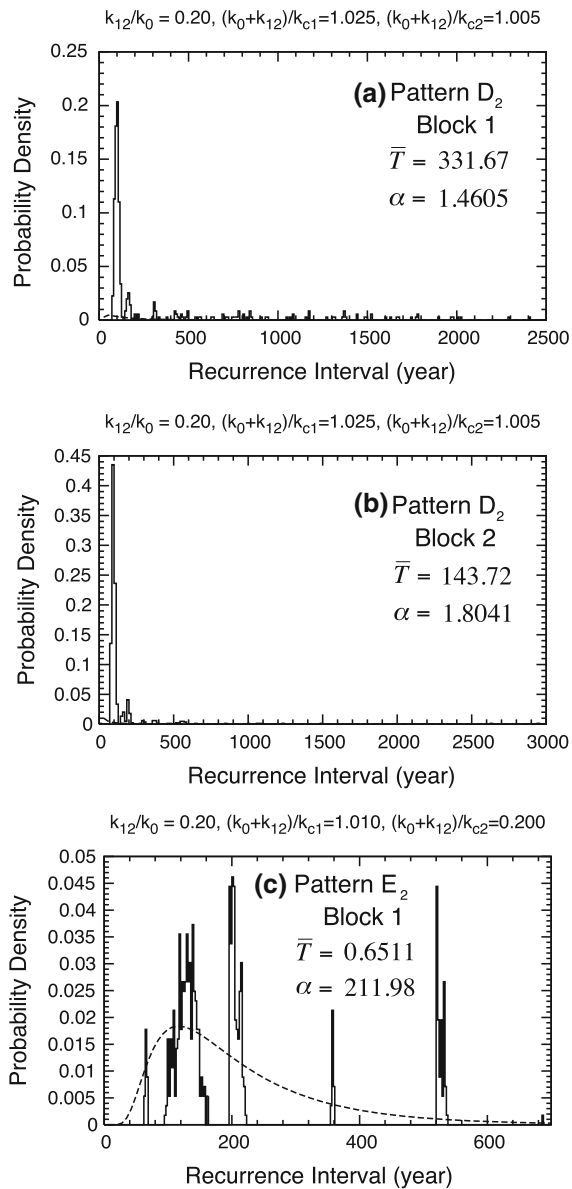 k12/k0 = 0.20, (k0+k12)/kc1=1.025, (k0+k12)/kc2=1.005
0.25
0.2
0.15
0.1
0.05
0
(a) Pattern D2
Block 1
T̅ = 331.67
α = 1.4605
Probability Density
0 500 1000 1500 2000 2500
Recurrence Interval (year)
k12/k0 = 0.20, (k0+k12)/kc1=1.025, (k0+k12)/kc2=1.005
0.45
0.4
0.35
0.3
0.25
0.2
0.15
0.1
0.05
0
(b) Pattern D2
Block 2
T̅ = 143.72
α = 1.8041
Probability Density
0 500 1000 1500 2000 2500 3000
Recurrence Interval (year)
k12/k0 = 0.20, (k0+k12)/kc1=1.010, (k0+k12)/kc2=0.200
0.05
0.045
0.04
0.035
0.03
0.025
0.02
0.015
0.01
0.005
0
(c) Pattern E2
Block 1
T̅ = 0.6511
α = 211.98
Probability Density
0 200 400 600
Recurrence Interval (year)